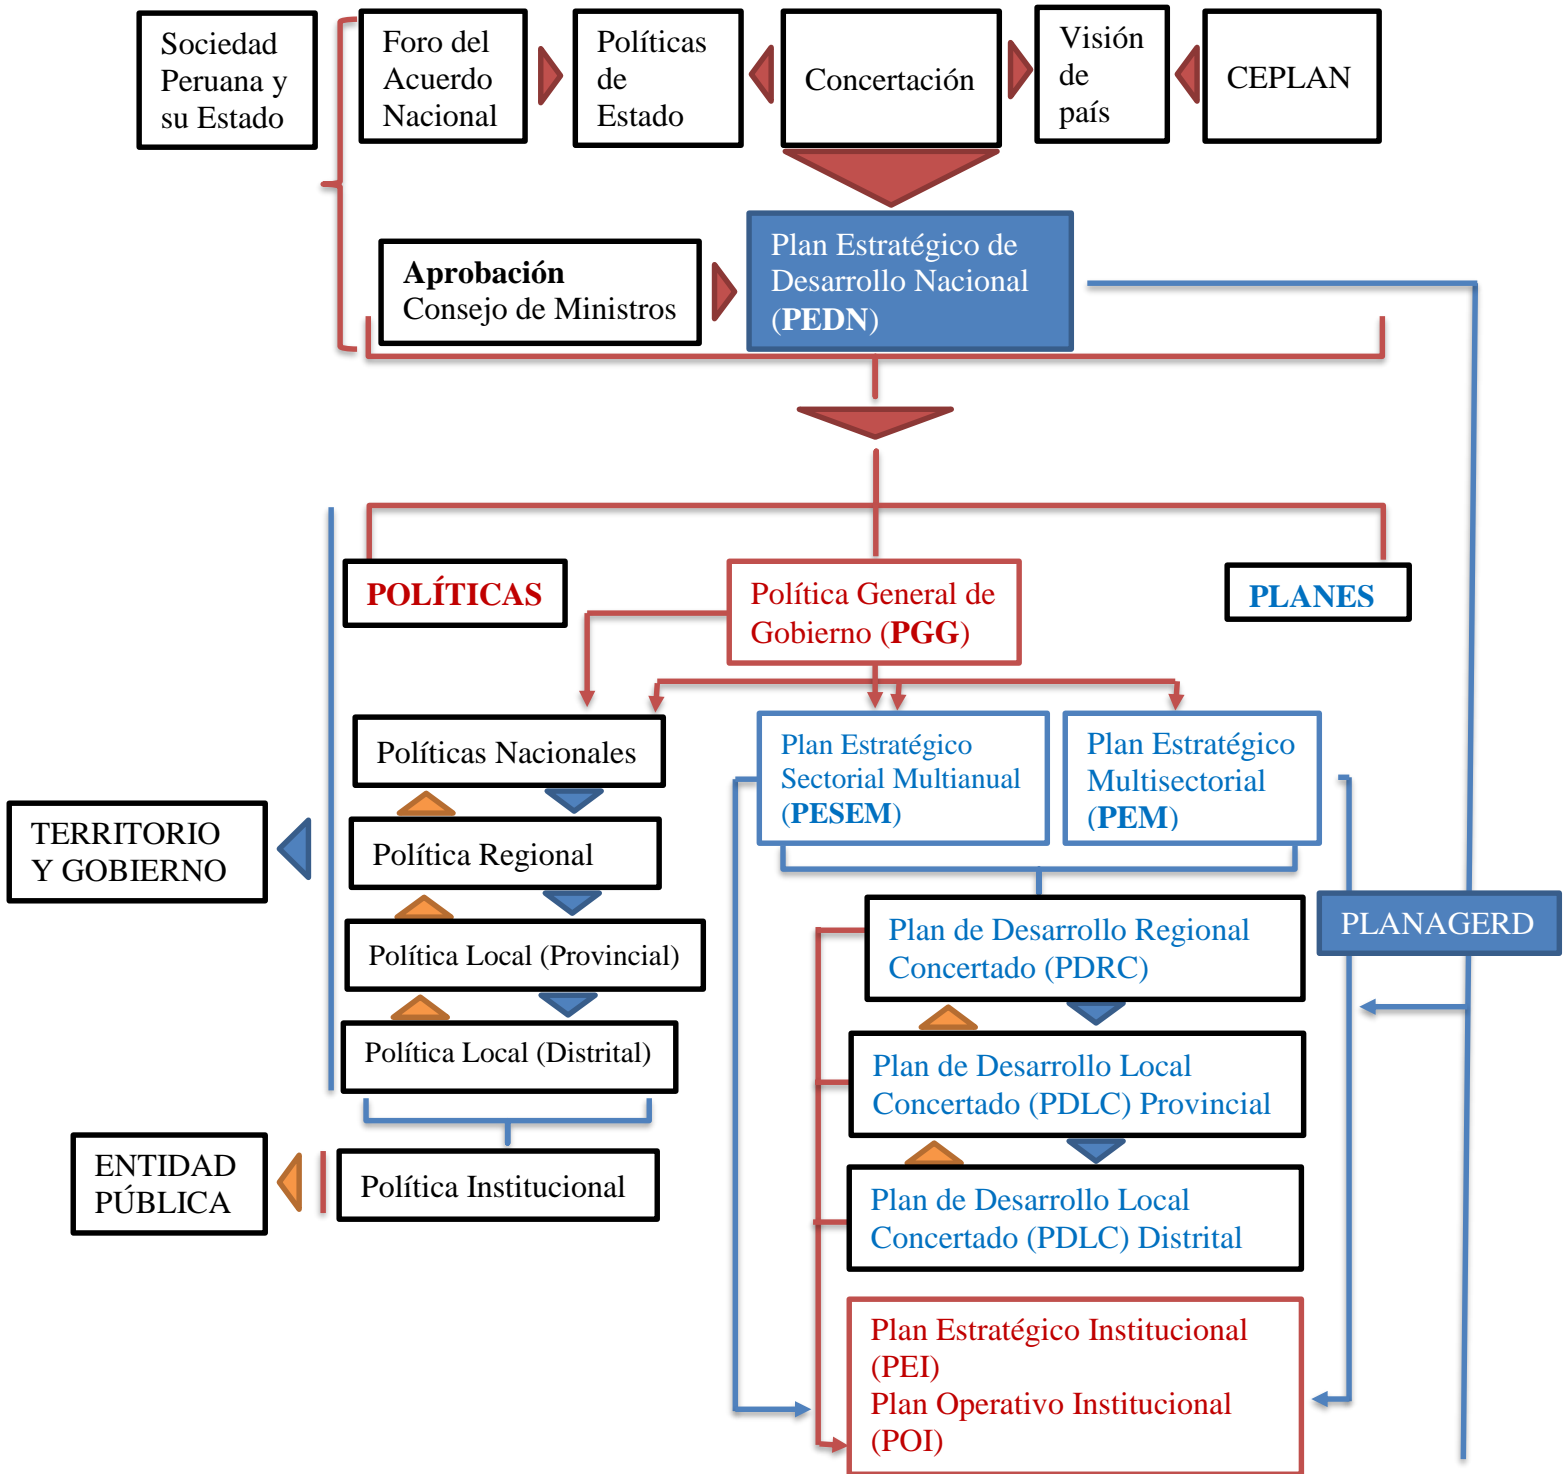 Sociedad
Peruana y
su Estado
Foro del
Acuerdo
Nacional
Políticas
de
Estado
Concertación
Visión
de
país
CEPLAN
Aprobación
Consejo de Ministros
Plan Estratégico de
Desarrollo Nacional
(PEDN)
POLÍTICAS
Política General de
Gobierno (PGG)
PLANES
Políticas Nacionales
Plan Estratégico
Sectorial Multianual
(PESEM)
Plan Estratégico
Multisectorial
(PEM)
TERRITORIO
Y GOBIERNO
Política Regional
Política Local (Provincial)
Política Local (Distrital)
Plan de Desarrollo Regional
Concertado (PDRC)
PLANAGERD
Plan de Desarrollo Local
Concertado (PDLC) Provincial
ENTIDAD
PÚBLICA
Política Institucional
Plan de Desarrollo Local
Concertado (PDLC) Distrital
Plan Estratégico Institucional
(PEI)
Plan Operativo Institucional
(POI)